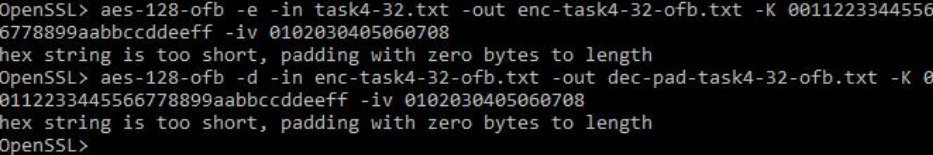 OpenSSL> aes-128-ofb -e -in task4-32.txt -out enc-task4-32-ofb.txt -K 0011223344556
6778899aabbccddeeff -iv 0102030405060708
hex string is too short, padding with zero bytes to length
OpenSSL> aes-128-ofb -d -in enc-task4-32-ofb.txt -out dec-pad-task4-32-ofb.txt -K 0
0112233445566778899aabbccddeeff -iv 0102030405060708
hex string is too short, padding with zero bytes to length
OpenSSL>